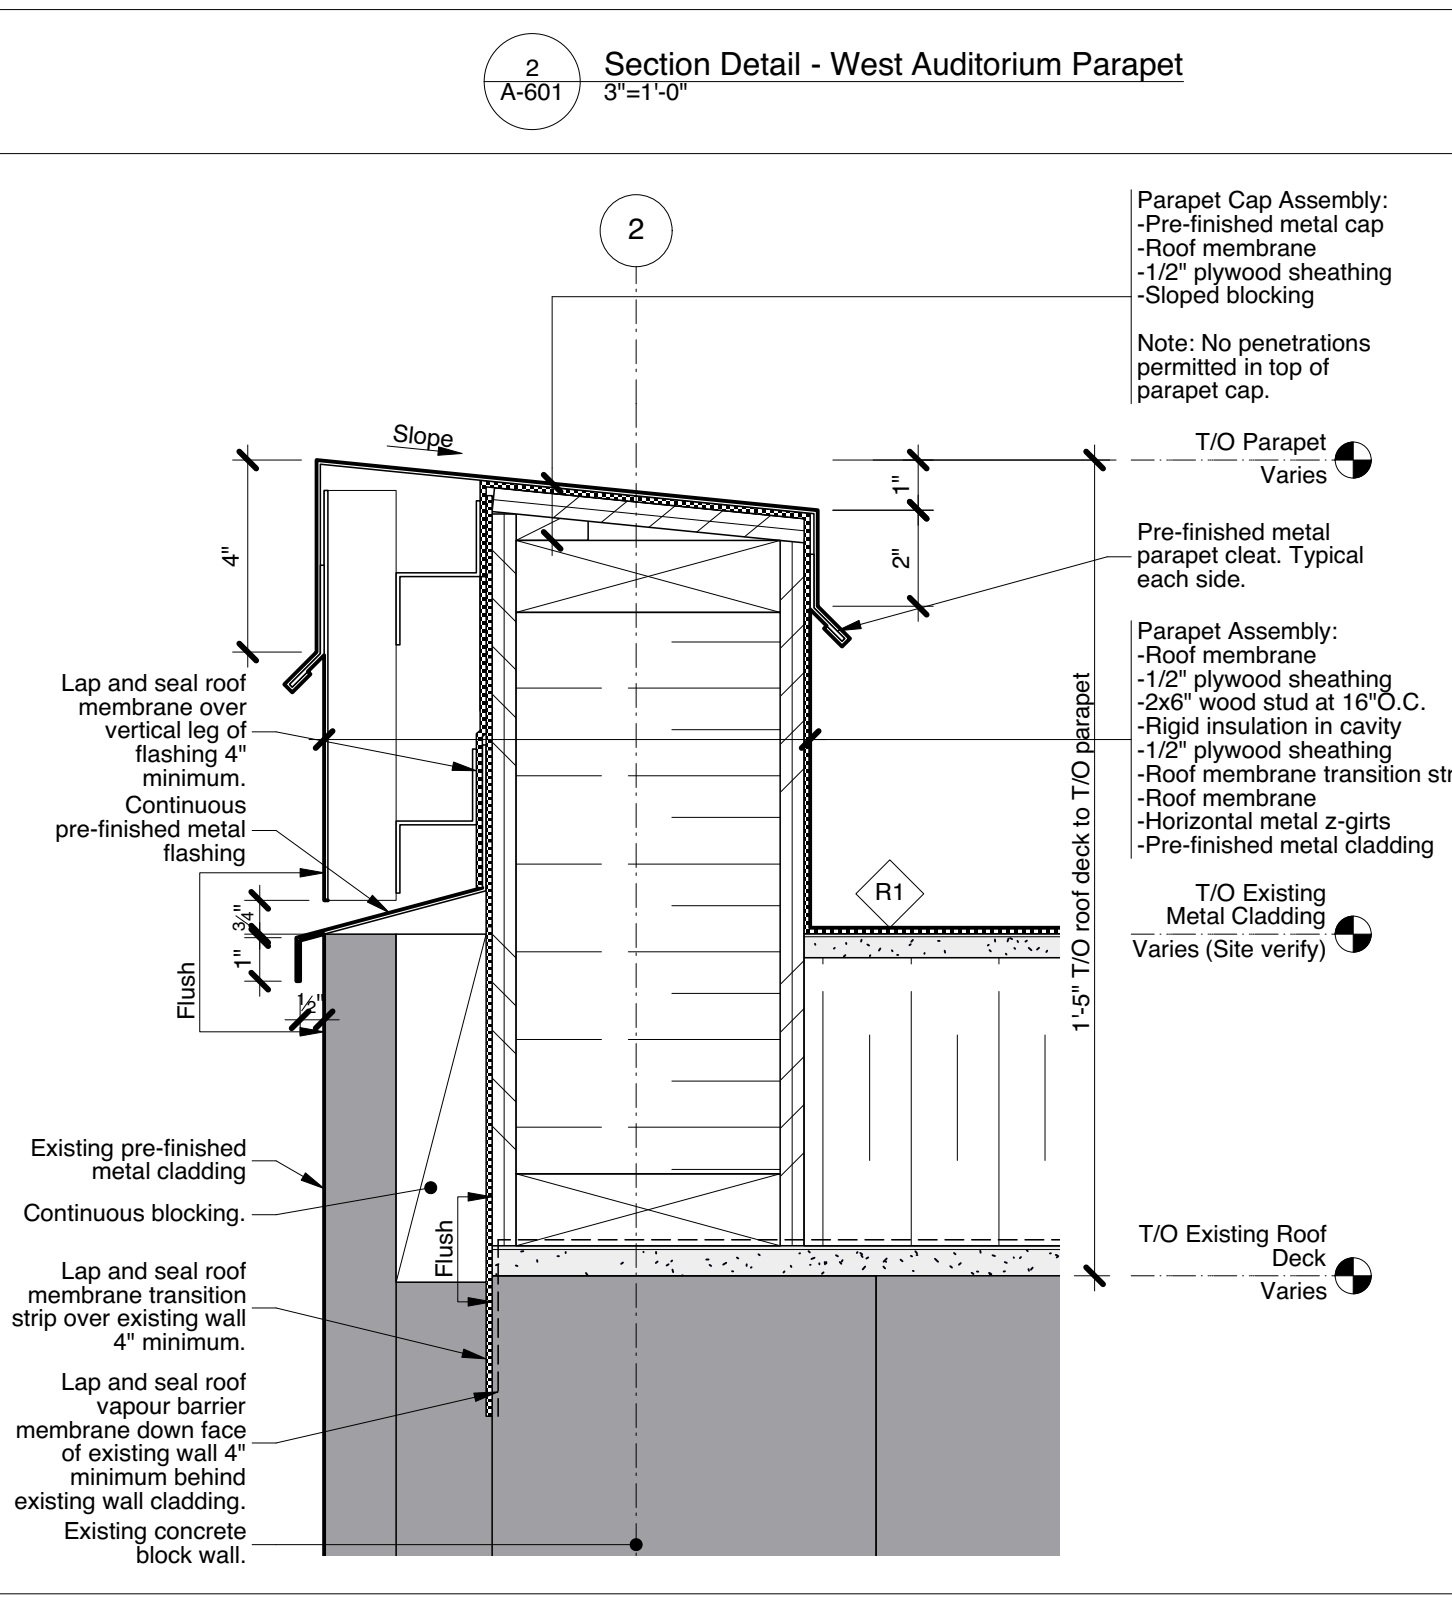 2
A-601
Section Detail - West Auditorium Parapet
3"=1'-0"
2
Parapet Cap Assembly:
-Pre-finished metal cap
-Roof membrane
-1/2" plywood sheathing
-Sloped blocking
Note: No penetrations
permitted in top of
parapet cap.
Slope
T/O Parapet
Varies
1"
2"
4"
Pre-finished metal
parapet cleat. Typical
each side.
Parapet Assembly:
-Roof membrane
-1/2" plywood sheathing
-2x6" wood stud at 16"O.C.
-Rigid insulation in cavity
-1/2" plywood sheathing
-Roof membrane transition str
-Roof membrane
-Horizontal metal z-girts
-Pre-finished metal cladding
1'-5" T/O roof deck to T/O parapet
Lap and seal roof
membrane over
vertical leg of
flashing 4"
minimum.
Continuous
pre-finished metal
flashing
3/4"
1"
1/2"
Flush
R1
T/O Existing
Metal Cladding
Varies (Site verify)
Existing pre-finished
metal cladding
Continuous blocking.
Flush
T/O Existing Roof
Deck
Varies
Lap and seal roof
membrane transition
strip over existing wall
4" minimum.
Lap and seal roof
vapour barrier
membrane down face
of existing wall 4"
minimum behind
existing wall cladding.
Existing concrete
block wall.